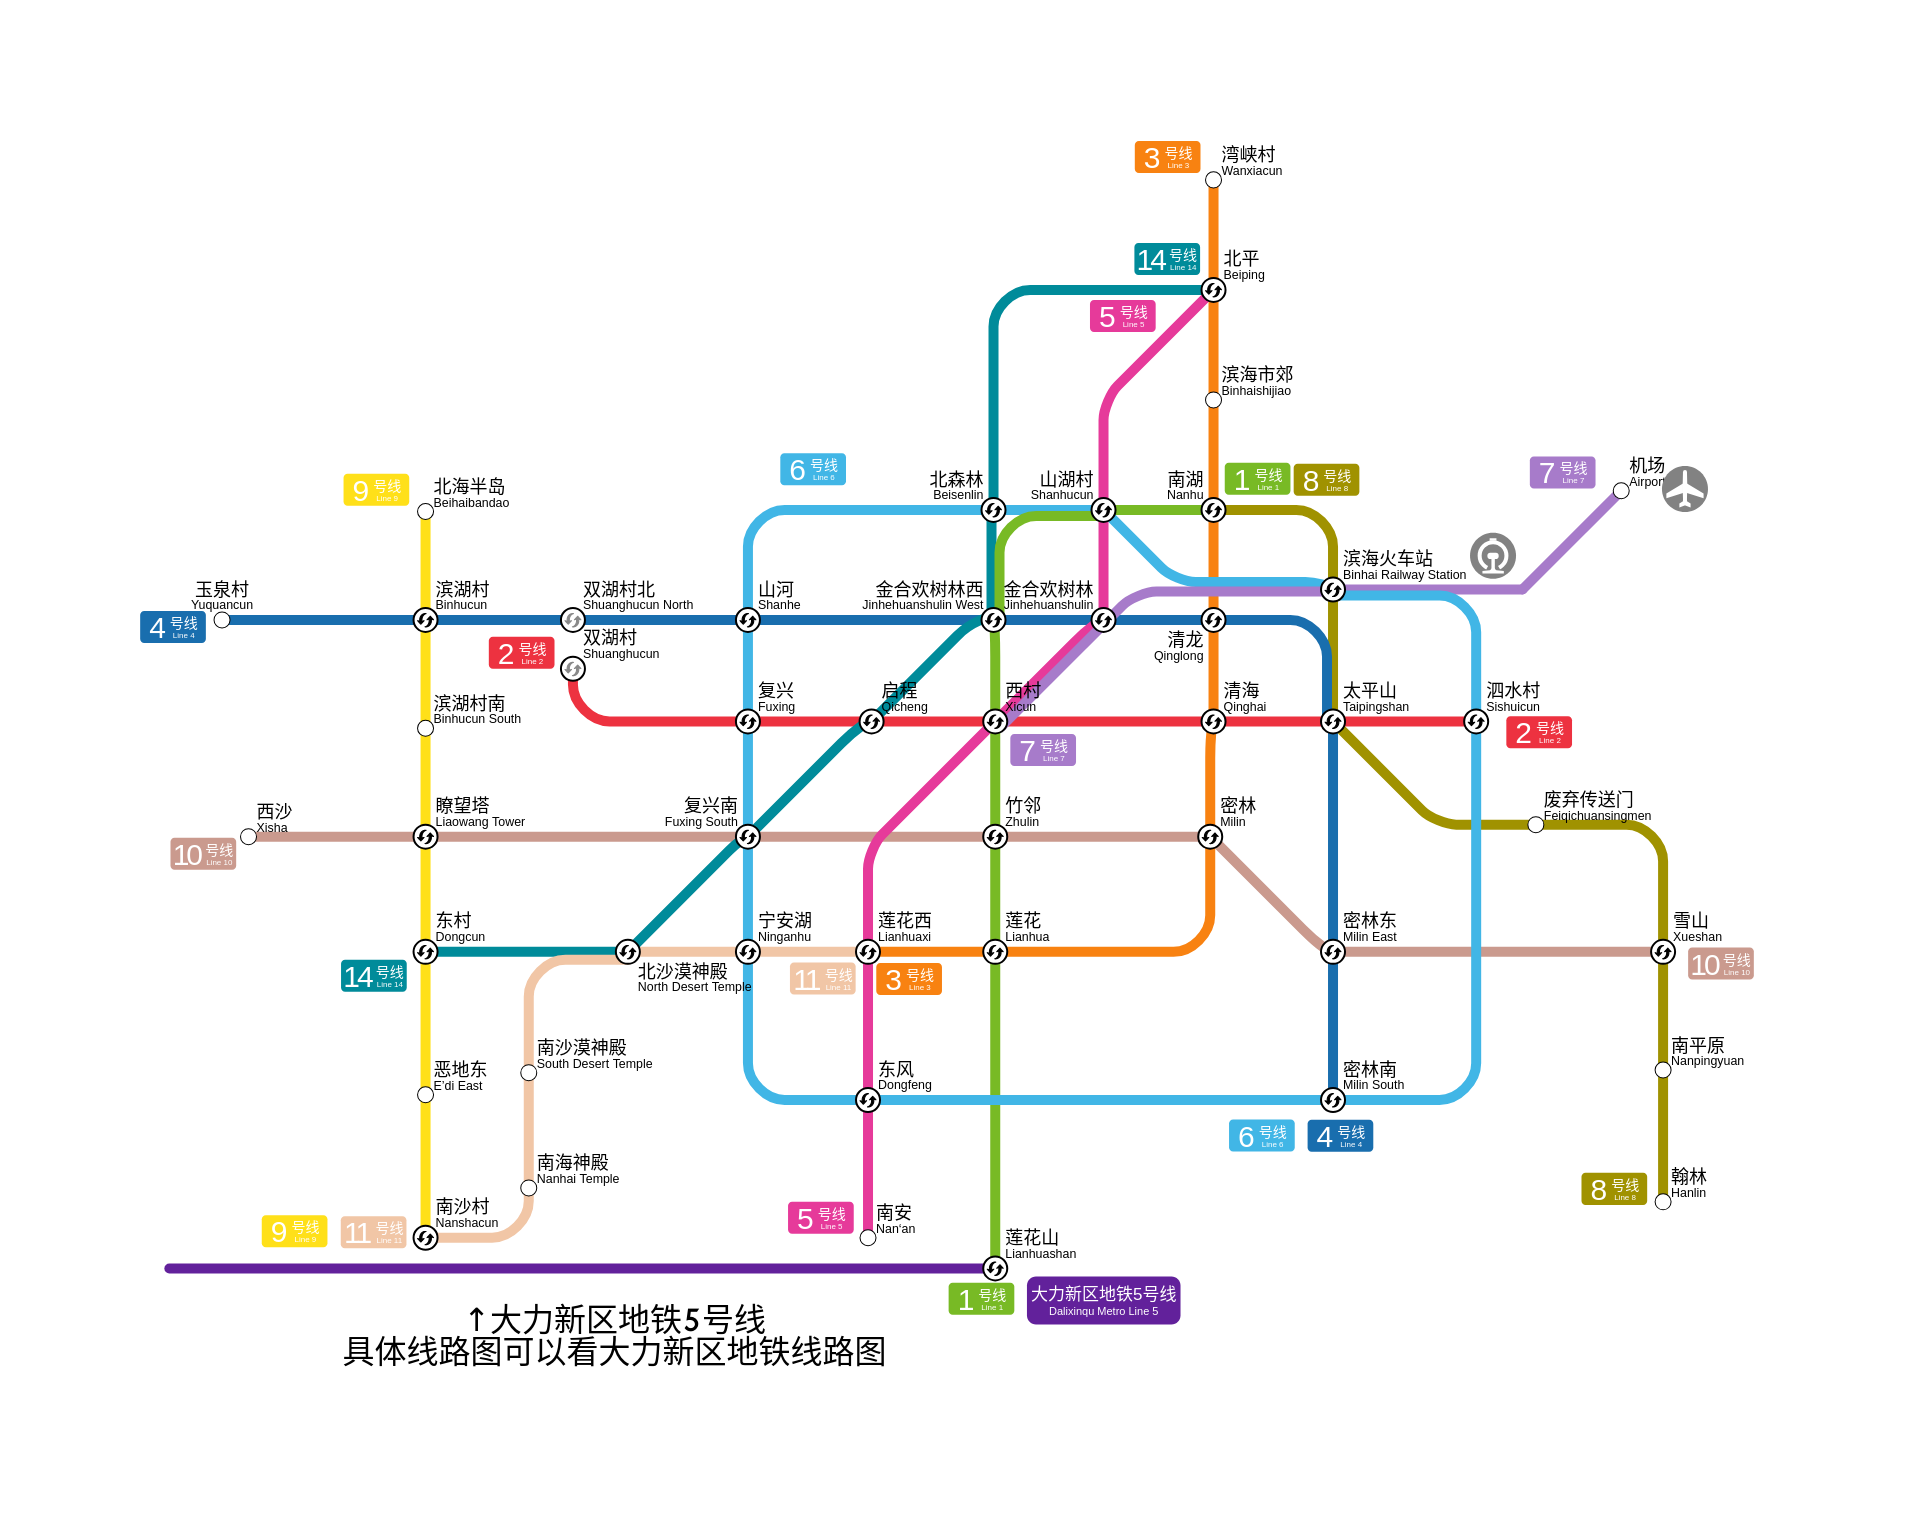 3 号线
Line 3
湾峡村
Wanxiacun
14 号线
Line 14
北平
Beiping
5 号线
Line 5
滨海市郊
Binhaishijiao
6 号线
Line 6
北森林
Beisenlin
山湖村
Shanhucun
南湖
Nanhu
1 号线
Line 1
8 号线
Line 8
7 号线
Line 7
机场
Airport
9 号线
Line 9
北海半岛
Beihaibandao
滨海火车站
Binhai Railway Station
玉泉村
Yuquancun
4 号线
Line 4
滨湖村
Binhucun
双湖村北
Shuanghucun North
山河
Shanhe
金合欢树林西
Jinhehuanshulin West
金合欢树林
Jinhehuanshulin
2 号线
Line 2
双湖村
Shuanghucun
清龙
Qinglong
滨湖村南
Binhucun South
复兴
Fuxing
启程
Qicheng
西村
Xicun
清海
Qinghai
太平山
Taipingshan
泗水村
Sishuicun
7 号线
Line 7
2 号线
Line 2
西沙
Xisha
10 号线
Line 10
瞭望塔
Liaowang Tower
复兴南
Fuxing South
竹邻
Zhulin
密林
Milin
废弃传送门
Feiqichuansingmen
东村
Dongcun
宁安湖
Ninganhu
莲花西
Lianhuaxi
莲花
Lianhua
密林东
Milin East
雪山
Xueshan
14 号线
Line 14
北沙漠神殿
North Desert Temple
11 号线
Line 11
3 号线
Line 3
10 号线
Line 10
恶地东
E'di East
南沙漠神殿
South Desert Temple
东风
Dongfeng
密林南
Milin South
南平原
Nanpingyuan
6 号线
Line 6
4 号线
Line 4
南海神殿
Nanhai Temple
8 号线
Line 8
翰林
Hanlin
南沙村
Nanshacun
9 号线
Line 9
11 号线
Line 11
5 号线
Line 5
南安
Nan'an
莲花山
Lianhuashan
1 号线
Line 1
大力新区地铁5号线
Dalixinqu Metro Line 5
↑大力新区地铁5号线
具体线路图可以看大力新区地铁线路图